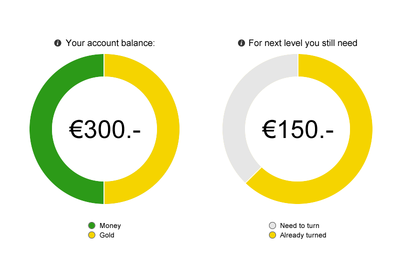 Your account balance:
€300.-
Money
Gold
For next level you still need
€150.-
Need to turn
Already turned